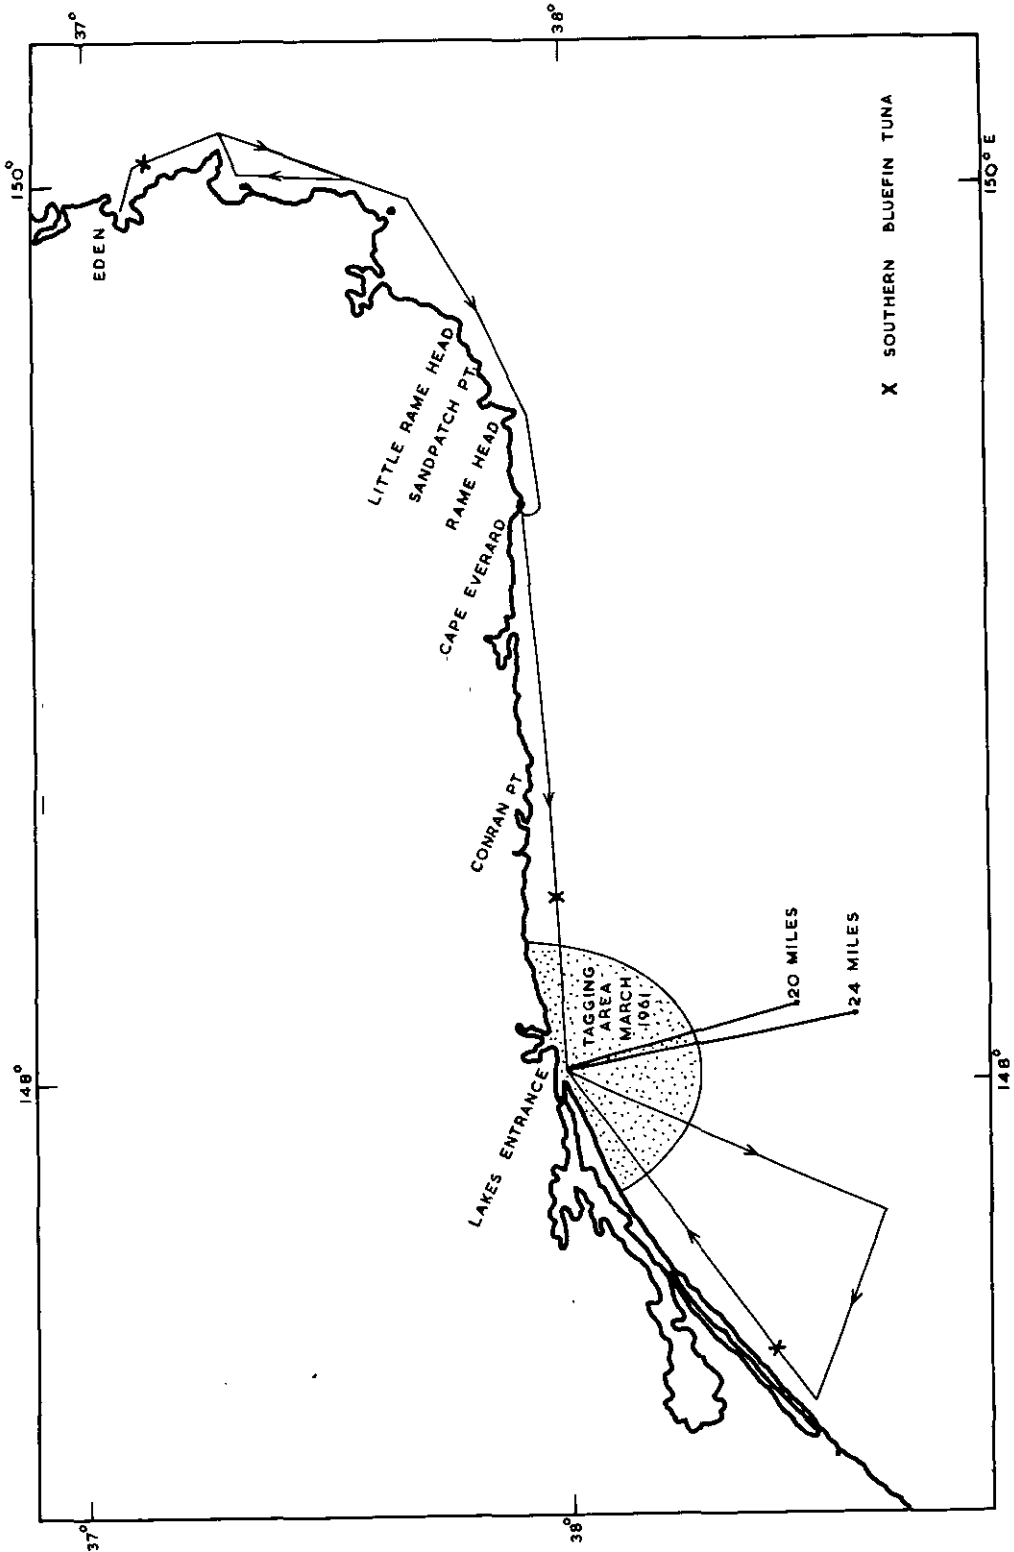 37°
38°
150°
150° E
EDEN
X SOUTHERN BLUEFIN TUNA
LITTLE RAME HEAD
SANDPATCH PT
RAME HEAD
CAPE EVERARD
CONRAN PT
TAGGING
AREA
MARCH
1961
20 MILES
24 MILES
LAKES ENTRANCE
148°
148°
37°
38°